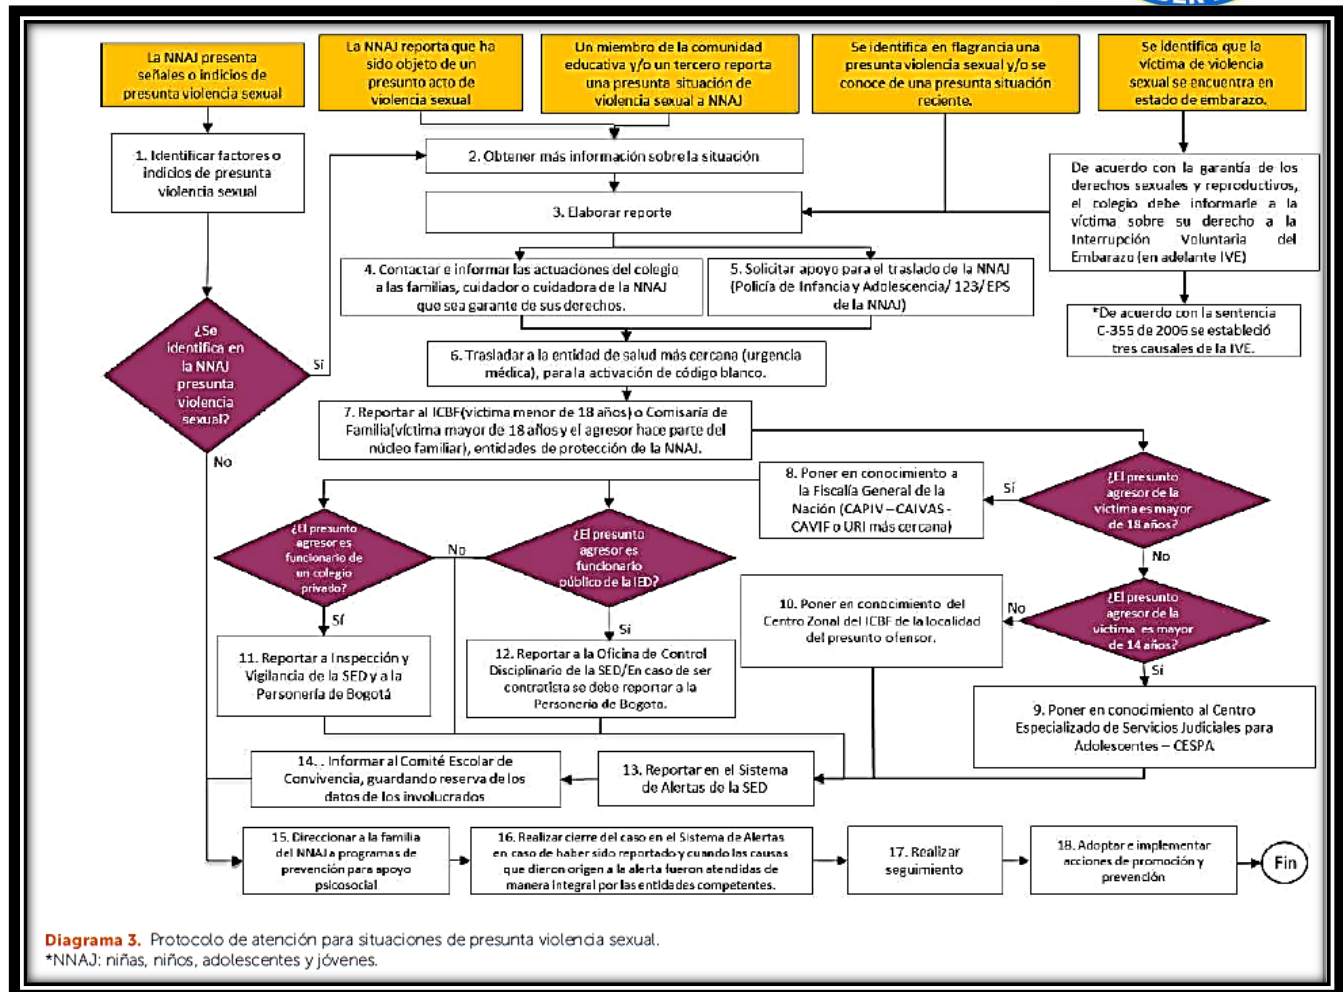 La NNAJ presenta
señales o indicios de
presunta violencia sexual
La NNAJ reporta que ha
sido objeto de un
presunto acto de
violencia sexual
Un miembro de la comunidad
educativa y/o un tercero reporta
una presunta situación de
violencia sexual a NNAJ
Se identifica en flagrancia una
presunta violencia sexual y/o se
conoce de una presunta situación
reciente.
Se identifica que la
víctima de violencia
sexual se encuentra en
estado de embarazo.
1. Identificar factores o
indicios de presunta
violencia sexual
2. Obtener más información sobre la situación
3. Elaborar reporte
De acuerdo con la garantía de los
derechos sexuales y reproductivos,
el colegio debe informarle a la
víctima sobre su derecho a la
Interrupción Voluntaria del
Embarazo (en adelante IVE)
4. Contactar e informar las actuaciones del colegio
a las familias, cuidador o cuidadora de la NNAJ
que sea garante de sus derechos.
5. Solicitar apoyo para el traslado de la NNAJ
(Policía de Infancia y Adolescencia/ 123/ EPS
de la NNAJ)
*De acuerdo con la sentencia
C-355 de 2006 se estableció
tres causales de la IVE.
¿Se
identifica en
la NNAJ
presunta
violencia
sexual?
Sí
No
6. Trasladar a la entidad de salud más cercana (urgencia
médica), para la activación de código blanco.
7. Reportar al ICBF(víctima menor de 18 años) o Comisaría de
Familia(víctima mayor de 18 años y el agresor hace parte del
núcleo familiar), entidades de protección de la NNAJ.
¿El presunto
agresor de la
víctima es mayor
de 18 años?
Sí
No
8. Poner en conocimiento a
la Fiscalía General de la
Nación (CAPIV – CAIVAS -
CAVIF o URI más cercana)
¿El presunto
agresor es
funcionario de
un colegio
privado?
No
Sí
¿El presunto
agresor es
funcionario
público de la IED?
Sí
¿El presunto
agresor de la
víctima es mayor
de 14 años?
No
Sí
10. Poner en conocimiento del
Centro Zonal del ICBF de la localidad
del presunto ofensor.
11. Reportar a Inspección y
Vigilancia de la SED y a la
Personería de Bogotá
12. Reportar a la Oficina de Control
Disciplinario de la SED/En caso de ser
contratista se debe reportar a la
Personería de Bogota.
9. Poner en conocimiento al Centro
Especializado de Servicios Judiciales para
Adolescentes – CESPA
14. . Informar al Comité Escolar de
Convivencia, guardando reserva de los
datos de los involucrados
13. Reportar en el Sistema
de Alertas de la SED
15. Direccionar a la familia
del NNAJ a programas de
prevención para apoyo
psicosocial
16. Realizar cierre del caso en el Sistema de Alertas
en caso de haber sido reportado y cuando las causas
que dieron origen a la alerta fueron atendidas de
manera integral por las entidades competentes.
17. Realizar
seguimiento
18. Adoptar e implementar
acciones de promoción y
prevención
Fin
Diagrama 3. Protocolo de atención para situaciones de presunta violencia sexual.
*NNAJ: niñas, niños, adolescentes y jóvenes.